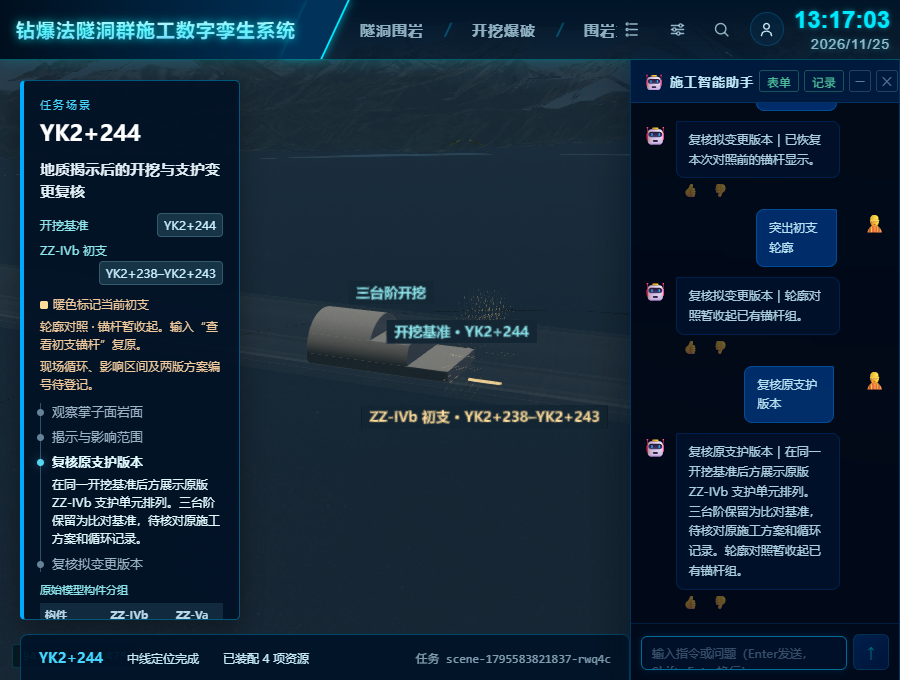 钻爆法隧洞群施工数字孪生系统
隧洞围岩 / 开挖爆破 / 围岩
13:17:03
2026/11/25
任务场景
YK2+244
地质揭示后的开挖与支护变
更复核
开挖基准 YK2+244
ZZ-IVb 初支
YK2+238–YK2+243
暖色标记当前初支
轮廓对照 · 锚杆暂收起。输入“查
看初支锚杆”复原。
现场循环、影响区间及两版方案编
号待登记。
观察掌子面岩面
揭示与影响范围
复核原支护版本
在同一开挖基准后方展示原版
ZZ-IVb 支护单元排列。三台阶
保留为比对基准，待核对原施工
方案和循环记录。
复核拟变更版本
原始模型构件分组
构件 ZZ-IVb ZZ-Va
三台阶开挖
开挖基准 • YK2+244
ZZ-IVb 初支 • YK2+238–YK2+243
施工智能助手 表单 记录
复核拟变更版本 | 已恢复
本次对照前的锚杆显示。
突出初支
轮廓
复核拟变更版本 | 轮廓对
照暂收起已有锚杆组。
复核原支护
版本
复核原支护版本 | 在同一
开挖基准后方展示原版
ZZ-IVb 支护单元排列。
三台阶保留为比对基准，
待核对原施工方案和循环
记录。轮廓对照暂收起已
有锚杆组。
输入指令或问题（Enter发送，
YK2+244 中线定位完成 已装配 4 项资源 任务 scene-1795583821837-rwq4c